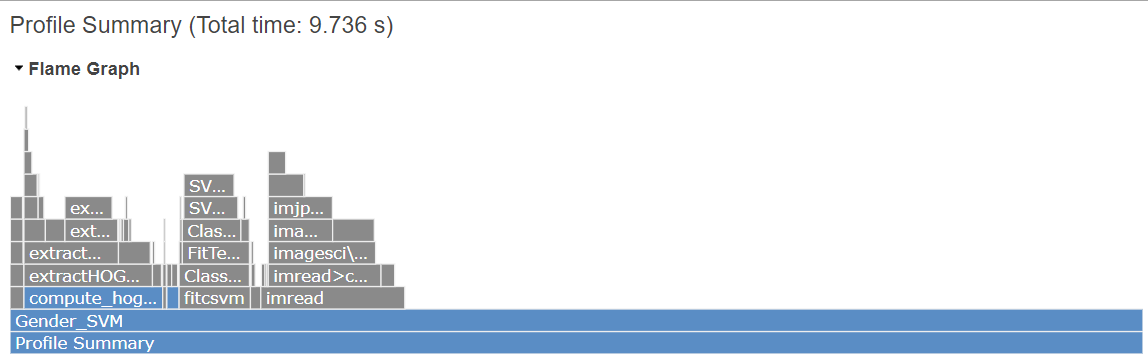 Profile Summary (Total time: 9.736 s)
Flame Graph
SV...
ex... SV... imjp...
ext... Clas... ima...
extract... FitTe... imagesci\...
extractHOG... Class... imread>c...
compute_hog... fitcsvm imread
Gender_SVM
Profile Summary